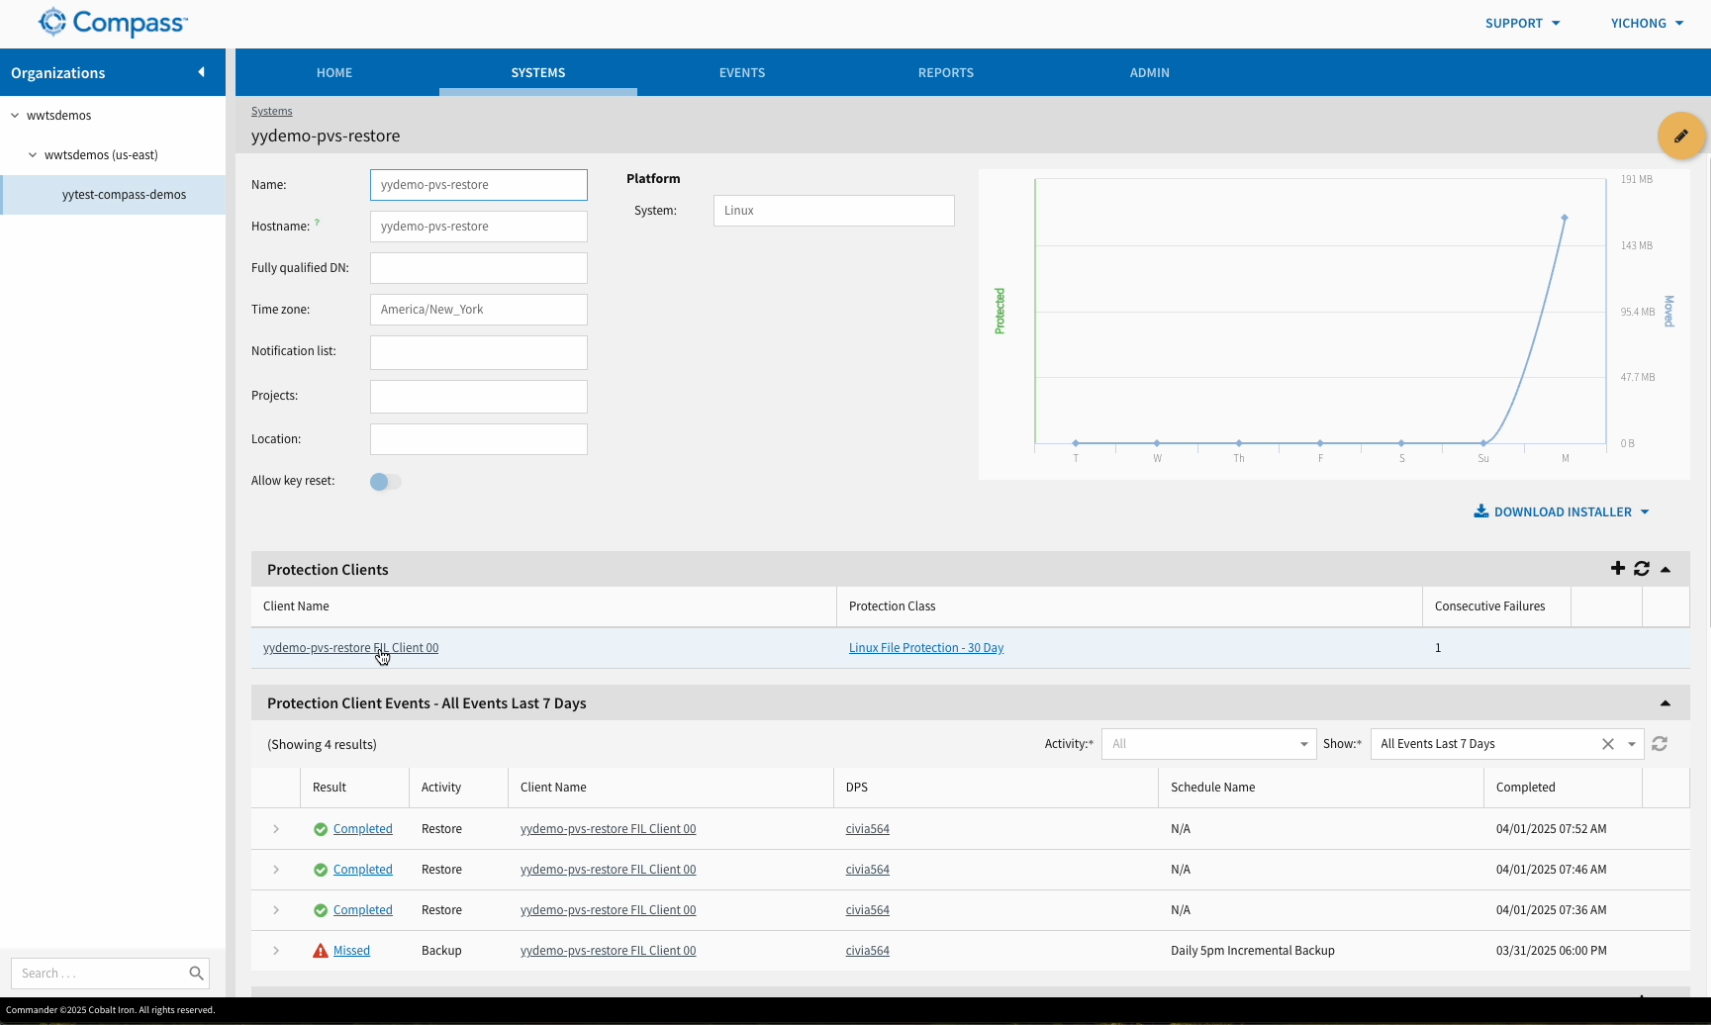 Compass™
SUPPORT
YICHONG
Organizations
HOME
SYSTEMS
EVENTS
REPORTS
ADMIN
wwtsdemos
wwtsdemos (us-east)
yytest-compass-demos
Systems
yydemo-pvs-restore
Name: yydemo-pvs-restore
Hostname: ? yydemo-pvs-restore
Fully qualified DN:
Time zone: America/New_York
Notification list:
Projects:
Location:
Allow key reset:
Platform
System: Linux
Protected
Moved
191 MB
143 MB
95.4 MB
47.7 MB
0 B
T W Th F S Su M
DOWNLOAD INSTALLER
Protection Clients
Client Name Protection Class Consecutive Failures
yydemo-pvs-restore FIL Client 00 Linux File Protection - 30 Day 1
Protection Client Events - All Events Last 7 Days
(Showing 4 results) Activity:* All Show:* All Events Last 7 Days
Result Activity Client Name DPS Schedule Name Completed
Completed Restore yydemo-pvs-restore FIL Client 00 civia564 N/A 04/01/2025 07:52 AM
Completed Restore yydemo-pvs-restore FIL Client 00 civia564 N/A 04/01/2025 07:46 AM
Completed Restore yydemo-pvs-restore FIL Client 00 civia564 N/A 04/01/2025 07:36 AM
Missed Backup yydemo-pvs-restore FIL Client 00 civia564 Daily 5pm Incremental Backup 03/31/2025 06:00 PM
Search . . .
Commander ©2025 Cobalt Iron. All rights reserved.